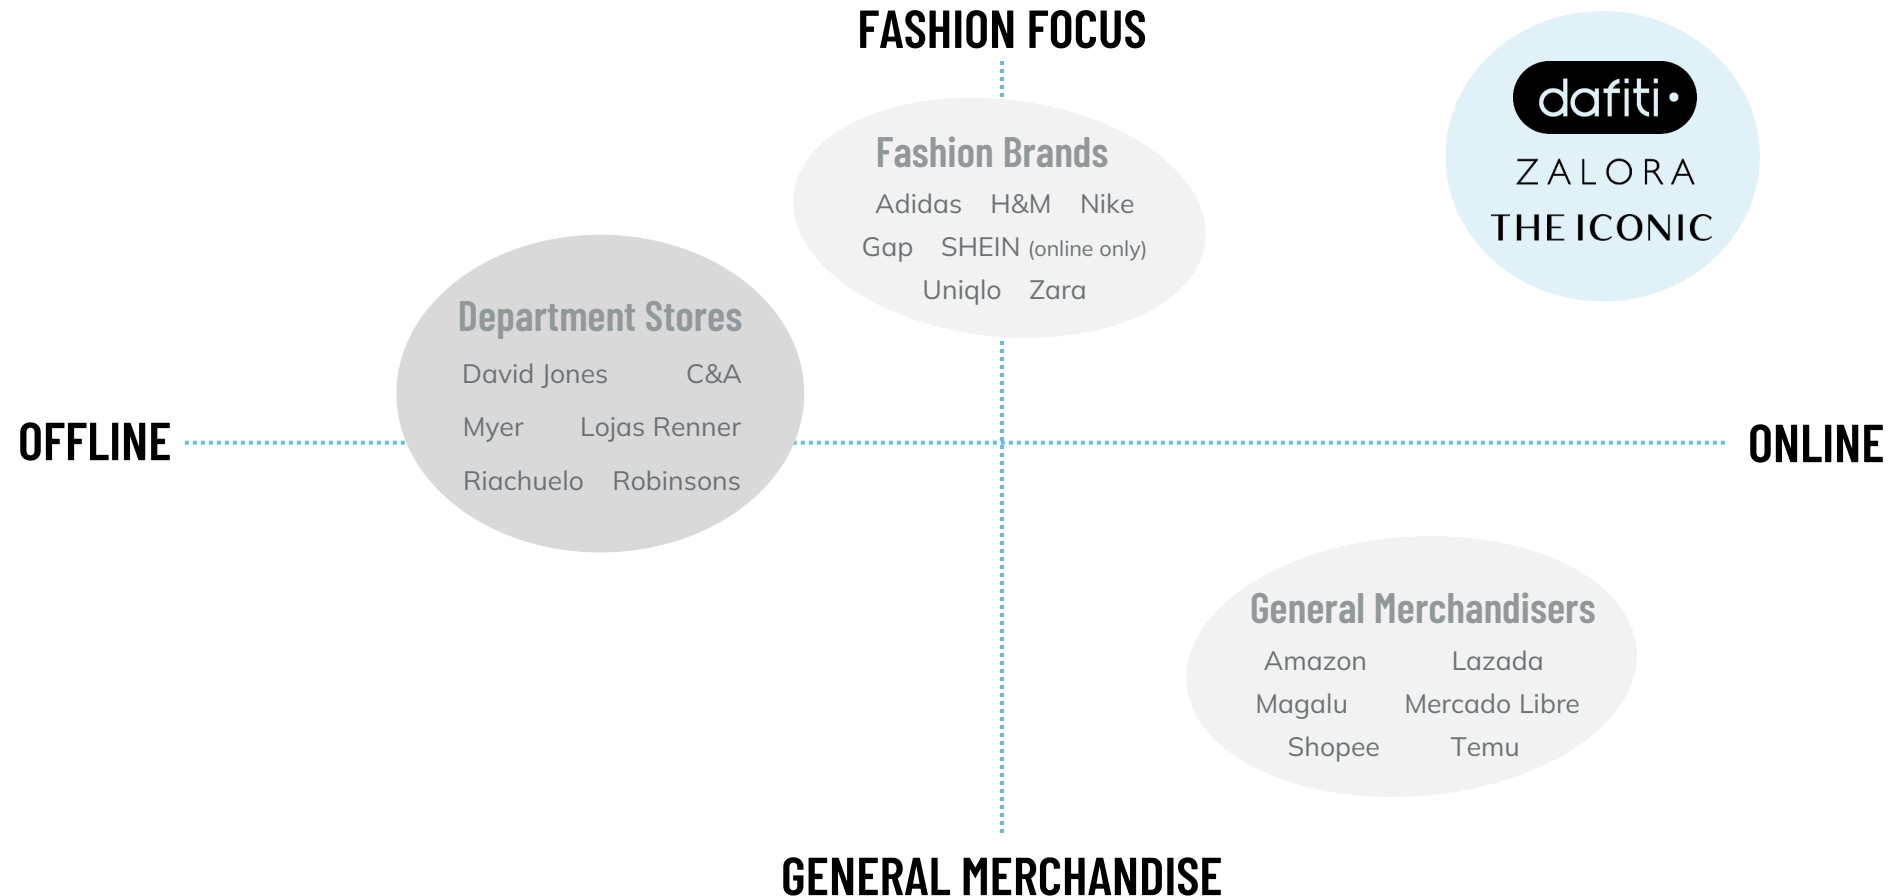 FASHION FOCUS
dafiti
ZALORA
THE ICONIC
Fashion Brands
Adidas H&M Nike
Gap SHEIN (online only)
Uniqlo Zara
Department Stores
David Jones C&A
Myer Lojas Renner
Riachuelo Robinsons
OFFLINE
ONLINE
General Merchandisers
Amazon Lazada
Magalu Mercado Libre
Shopee Temu
GENERAL MERCHANDISE